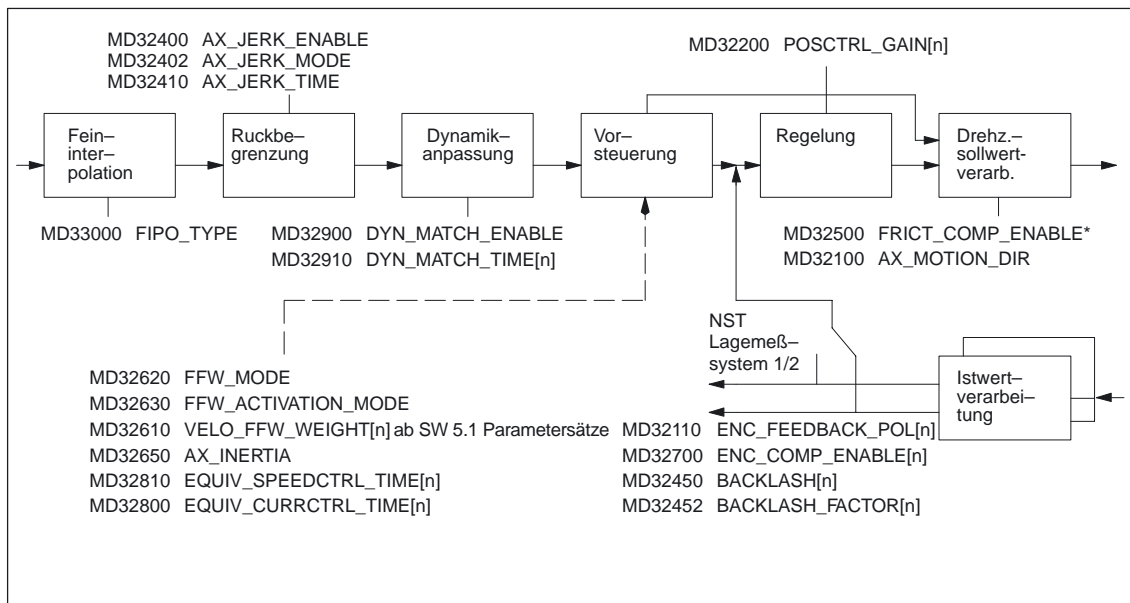 MD32400 AX_JERK_ENABLE
MD32402 AX_JERK_MODE
MD32410 AX_JERK_TIME
MD32200 POSCTRL_GAIN[n]
Fein–
inter–
polation
Ruckbe–
grenzung
Dynamik–
anpassung
Vor–
steuerung
Regelung
Drehz.–
sollwert-
verarb.
MD33000 FIPO_TYPE
MD32900 DYN_MATCH_ENABLE
MD32910 DYN_MATCH_TIME[n]
MD32500 FRICT_COMP_ENABLE*
MD32100 AX_MOTION_DIR
NST
Lagemeß–
system 1/2
Istwert–
verarbei–
tung
MD32620 FFW_MODE
MD32630 FFW_ACTIVATION_MODE
MD32610 VELO_FFW_WEIGHT[n] ab SW 5.1 Parametersätze
MD32650 AX_INERTIA
MD32810 EQUIV_SPEEDCTRL_TIME[n]
MD32800 EQUIV_CURRCTRL_TIME[n]
MD32110 ENC_FEEDBACK_POL[n]
MD32700 ENC_COMP_ENABLE[n]
MD32450 BACKLASH[n]
MD32452 BACKLASH_FACTOR[n]